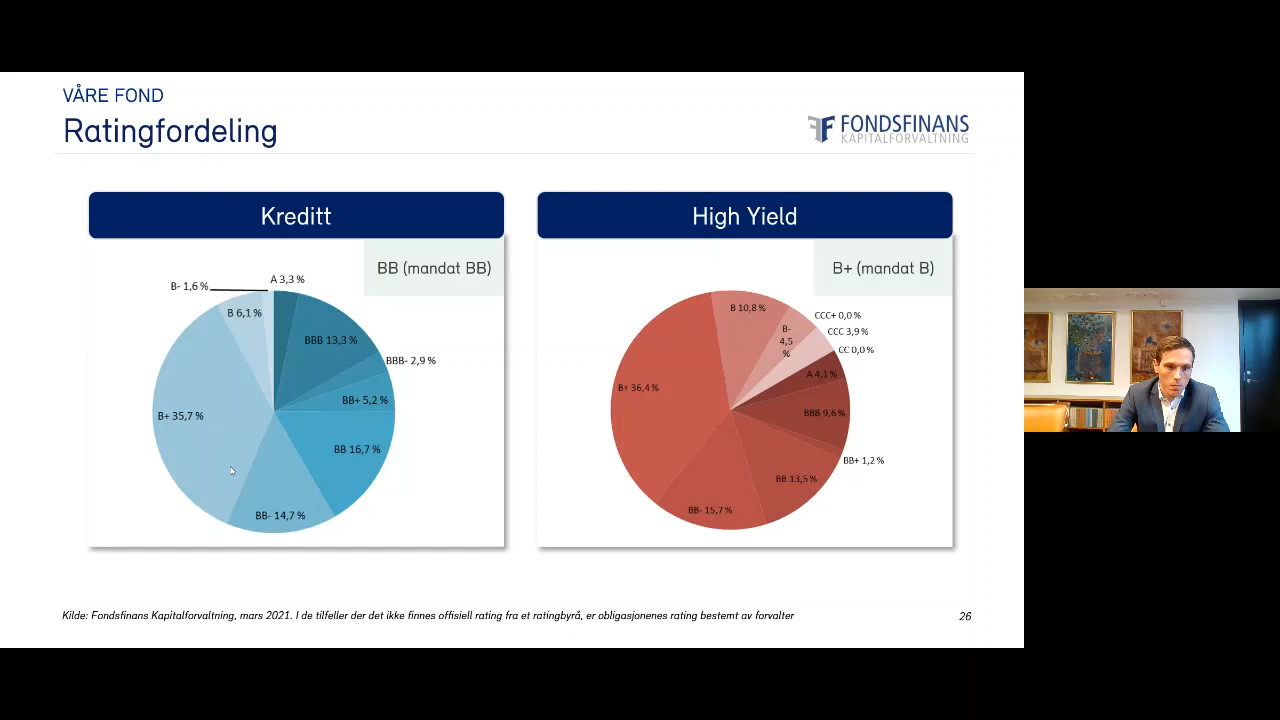 VÅRE FOND
Ratingfordeling
FONDSFINANS
KAPITALFORVALTNING
Kreditt
BB (mandat BB)
A 3,3 %
B- 1,6 %
B 6,1 %
BBB 13,3 %
BBB- 2,9 %
BB+ 5,2 %
B+ 35,7 %
BB 16,7 %
BB- 14,7 %
High Yield
B+ (mandat B)
B 10,8 %
CCC+ 0,0 %
B-
4,5
%
CCC 3,9 %
CC 0,0 %
A 4,1 %
B+ 36,4 %
BBB 9,6 %
BB+ 1,2 %
BB 13,5 %
BB- 15,7 %
Kilde: Fondsfinans Kapitalforvaltning, mars 2021. I de tilfeller der det ikke finnes offisiell rating fra et ratingbyrå, er obligasjonenes rating bestemt av forvalter
26